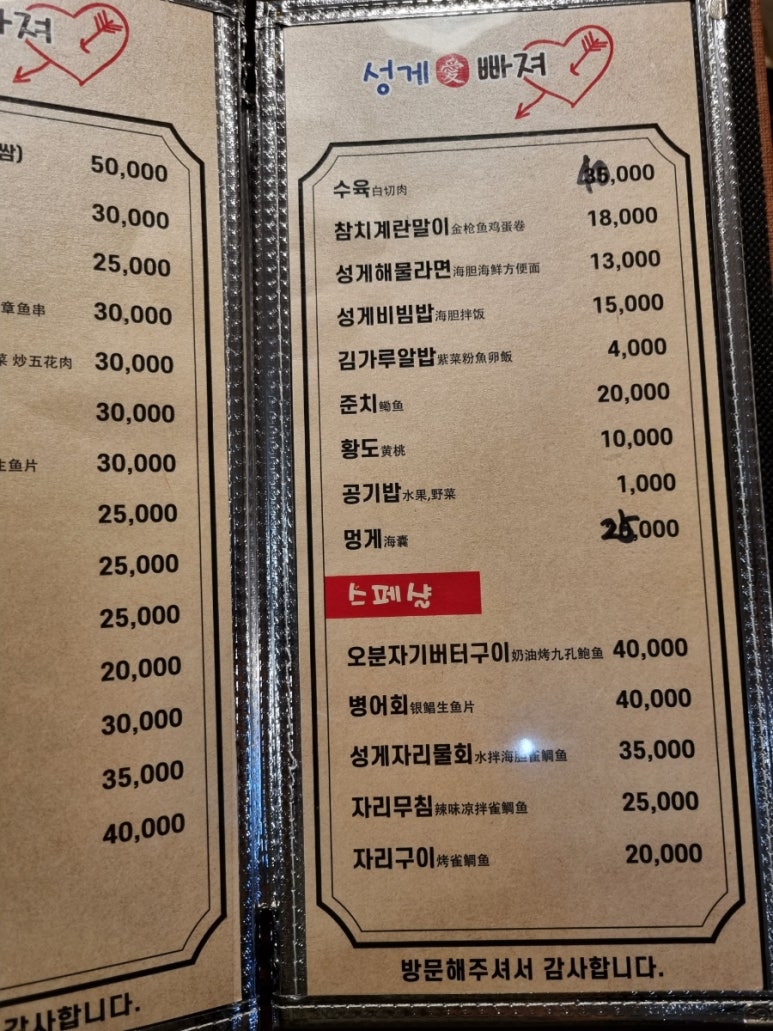 빠져
쌈) 50,000
30,000
25,000
章鱼串 30,000
菜 炒五花肉 30,000
30,000
生鱼片 30,000
25,000
25,000
25,000
20,000
30,000
35,000
40,000
감사합니다.
성게 愛 빠져
수육 白切肉 40,000
참치계란말이 金枪鱼鸡蛋卷 18,000
성게해물라면 海胆海鲜方便面 13,000
성게비빔밥 海胆拌饭 15,000
김가루알밥 紫菜粉魚卵飯 4,000
준치 鳓鱼 20,000
황도 黄桃 10,000
공기밥 水果,野菜 1,000
멍게 海囊 25,000
스페샬
오분자기버터구이 奶油烤九孔鲍鱼 40,000
병어회 银鲳生鱼片 40,000
성게자리물회 水拌海胆雀鲷鱼 35,000
자리무침 辣味凉拌雀鲷鱼 25,000
자리구이 烤雀鲷鱼 20,000
방문해주셔서 감사합니다.